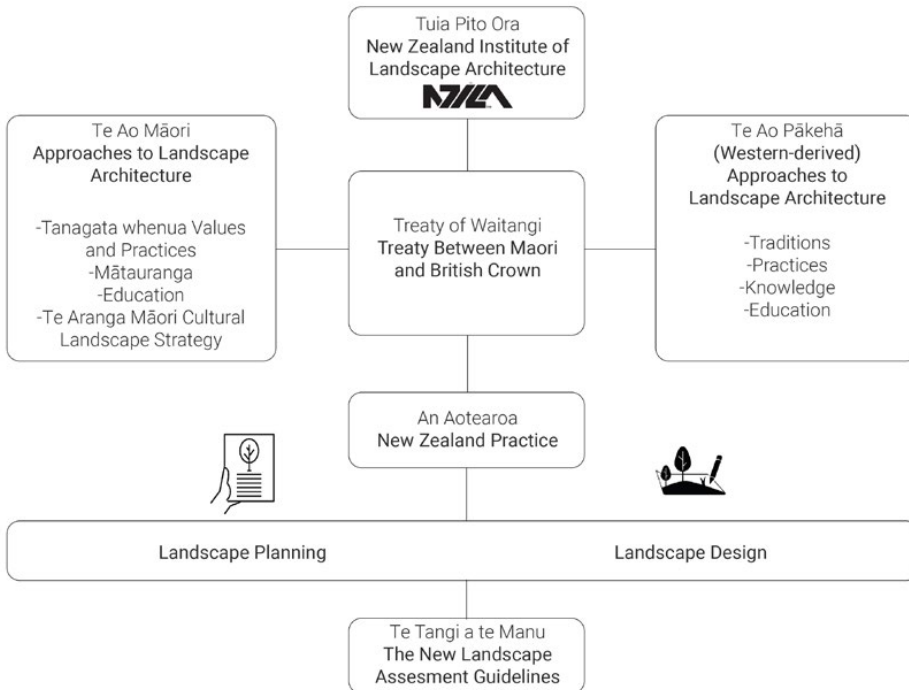 Tuia Pito Ora
New Zealand Institute of
Landscape Architecture
NZILA
Te Ao Māori
Approaches to Landscape
Architecture
-Tanagata whenua Values
and Practices
-Mātauranga
-Education
-Te Aranga Māori Cultural
Landscape Strategy
Treaty of Waitangi
Treaty Between Maori
and British Crown
Te Ao Pākehā
(Western-derived)
Approaches to
Landscape Architecture
-Traditions
-Practices
-Knowledge
-Education
An Aotearoa
New Zealand Practice
Landscape Planning
Landscape Design
Te Tangi a te Manu
The New Landscape
Assesment Guidelines